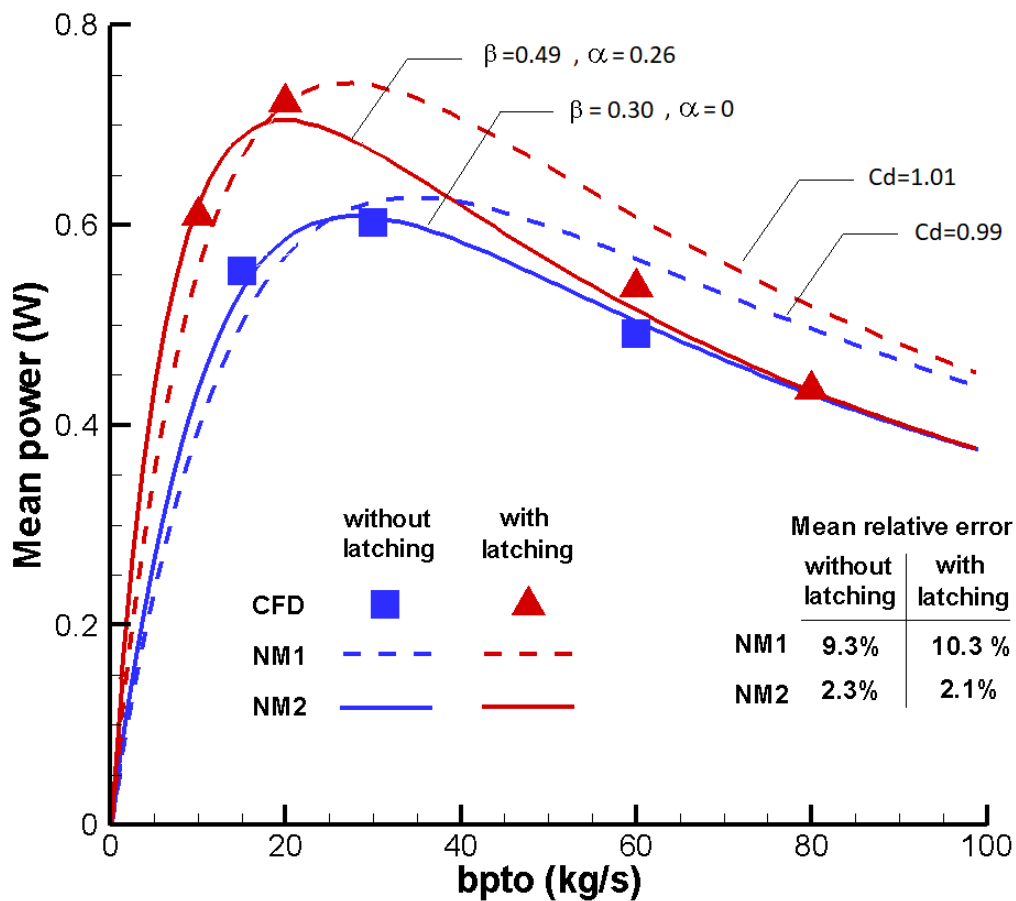 0.8
β=0.49 , α=0.26
β = 0.30 , α=0
Cd=1.01
0.6
Cd=0.99
Mean power (W)
0.4
without latching
with latching
CFD
NM1
NM2
Mean relative error
without latching
with latching
NM1 9.3% 10.3 %
NM2 2.3% 2.1%
0.2
0
0 20 40 60 80 100
bpto (kg/s)